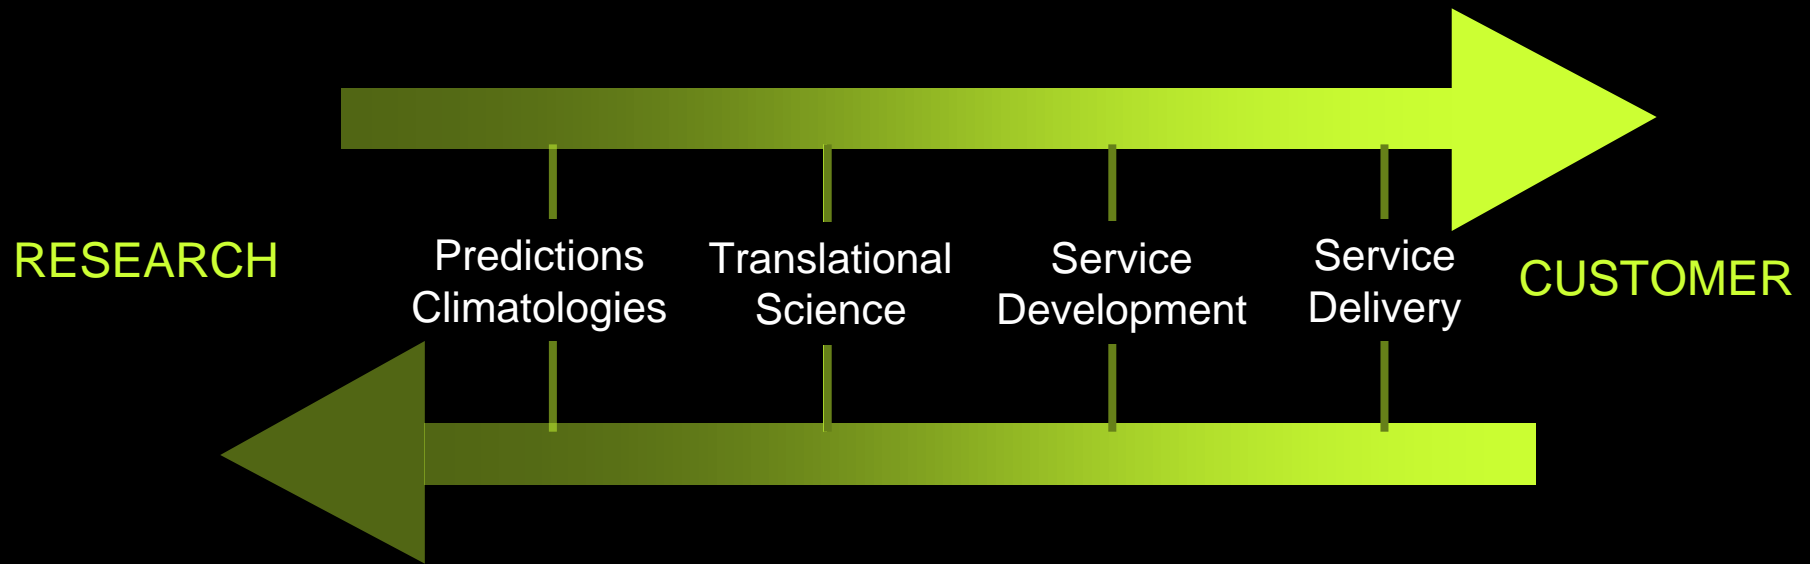 RESEARCH
Predictions
Climatologies
Translational
Science
Service
Development
Service
Delivery
CUSTOMER